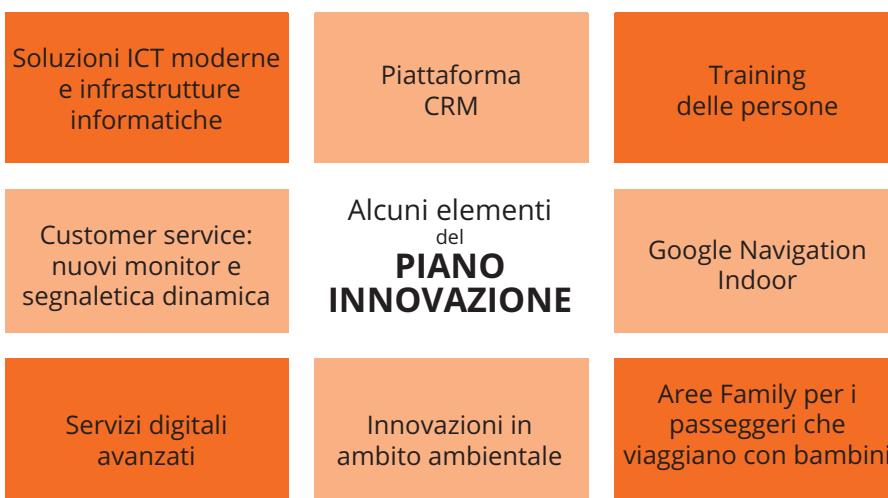 Soluzioni ICT moderne
e infrastrutture
informatiche
Piattaforma
CRM
Training
delle persone
Customer service:
nuovi monitor e
segnaletica dinamica
Alcuni elementi
del
PIANO
INNOVAZIONE
Google Navigation
Indoor
Servizi digitali
avanzati
Innovazioni in
ambito ambientale
Aree Family per i
passeggeri che
viaggiano con bambini